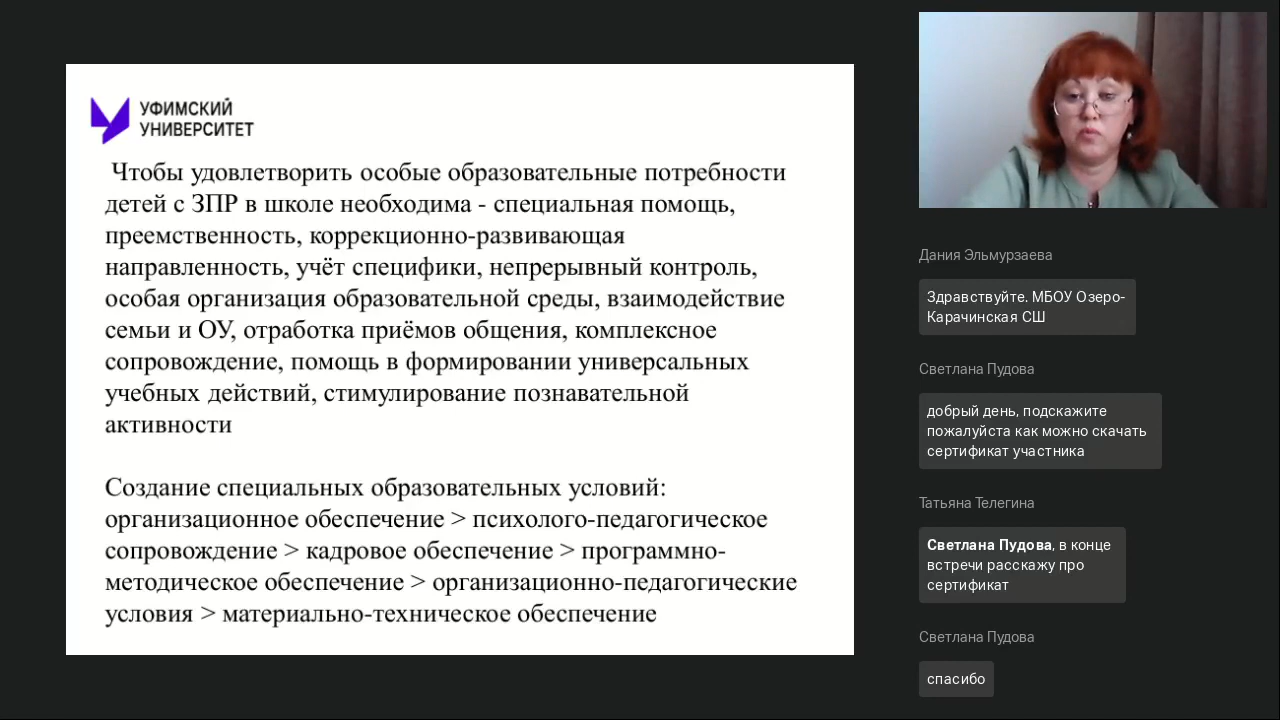 УФИМСКИЙ
УНИВЕРСИТЕТ
Чтобы удовлетворить особые образовательные потребности
детей с ЗПР в школе необходима - специальная помощь,
преемственность, коррекционно-развивающая
направленность, учёт специфики, непрерывный контроль,
особая организация образовательной среды, взаимодействие
семьи и ОУ, отработка приёмов общения, комплексное
сопровождение, помощь в формировании универсальных
учебных действий, стимулирование познавательной
активности
Создание специальных образовательных условий:
организационное обеспечение > психолого-педагогическое
сопровождение > кадровое обеспечение > программно-
методическое обеспечение > организационно-педагогические
условия > материально-техническое обеспечение
Дания Эльмурзаева
Здравствуйте. МБОУ Озеро-
Карачинская СШ
Светлана Пудова
добрый день, подскажите
пожалуйста как можно скачать
сертификат участника
Татьяна Телегина
Светлана Пудова, в конце
встречи расскажу про
сертификат
Светлана Пудова
спасибо